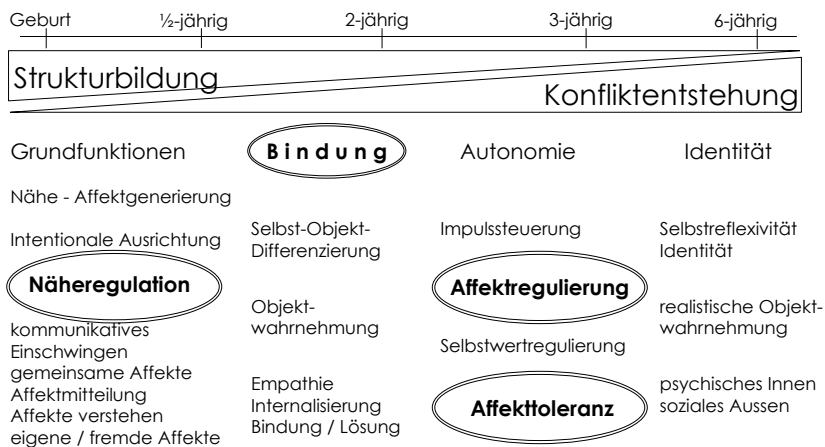 Geburt ½-jährig 2-jährig 3-jährig 6-jährig
Strukturbildung
Konfliktentstehung
Grundfunktionen Bindung Autonomie Identität
Nähe - Affektgenerierung
Intentionale Ausrichtung
Näheregulation
kommunikatives
Einschwingen
gemeinsame Affekte
Affektmitteilung
Affekte verstehen
eigene / fremde Affekte
Selbst-Objekt-
Differenzierung
Objekt-
wahrnehmung
Empathie
Internalisierung
Bindung / Lösung
Impulssteuerung
Affektregulierung
Selbstwertregulierung
Affekttoleranz
Selbstreflexivität
Identität
realistische Objekt-
wahrnehmung
psychisches Innen
soziales Aussen